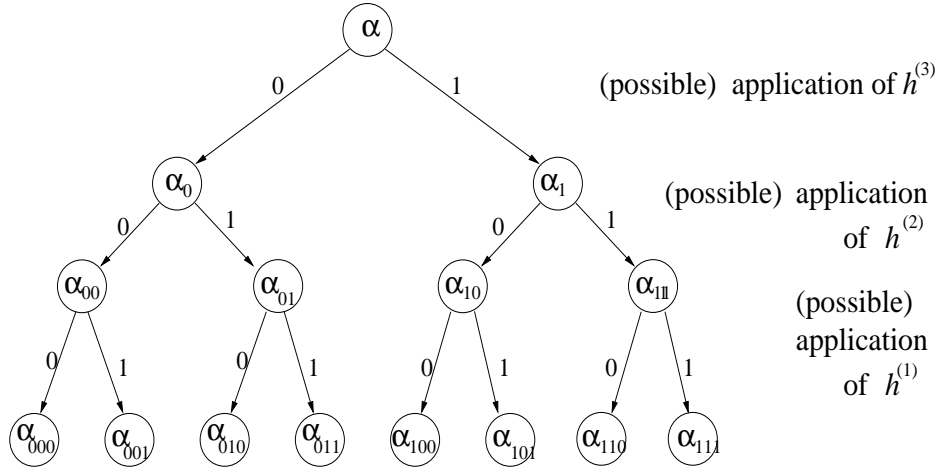 α
0 1
(possible) application of h(3)
α0 α1
(possible) application
0 1 0 1
of h(2)
α00 α01 α10 α11
(possible)
application
0 1 0 1 0 1 0 1
of h(1)
α000 α001 α010 α011 α100 α101 α110 α111